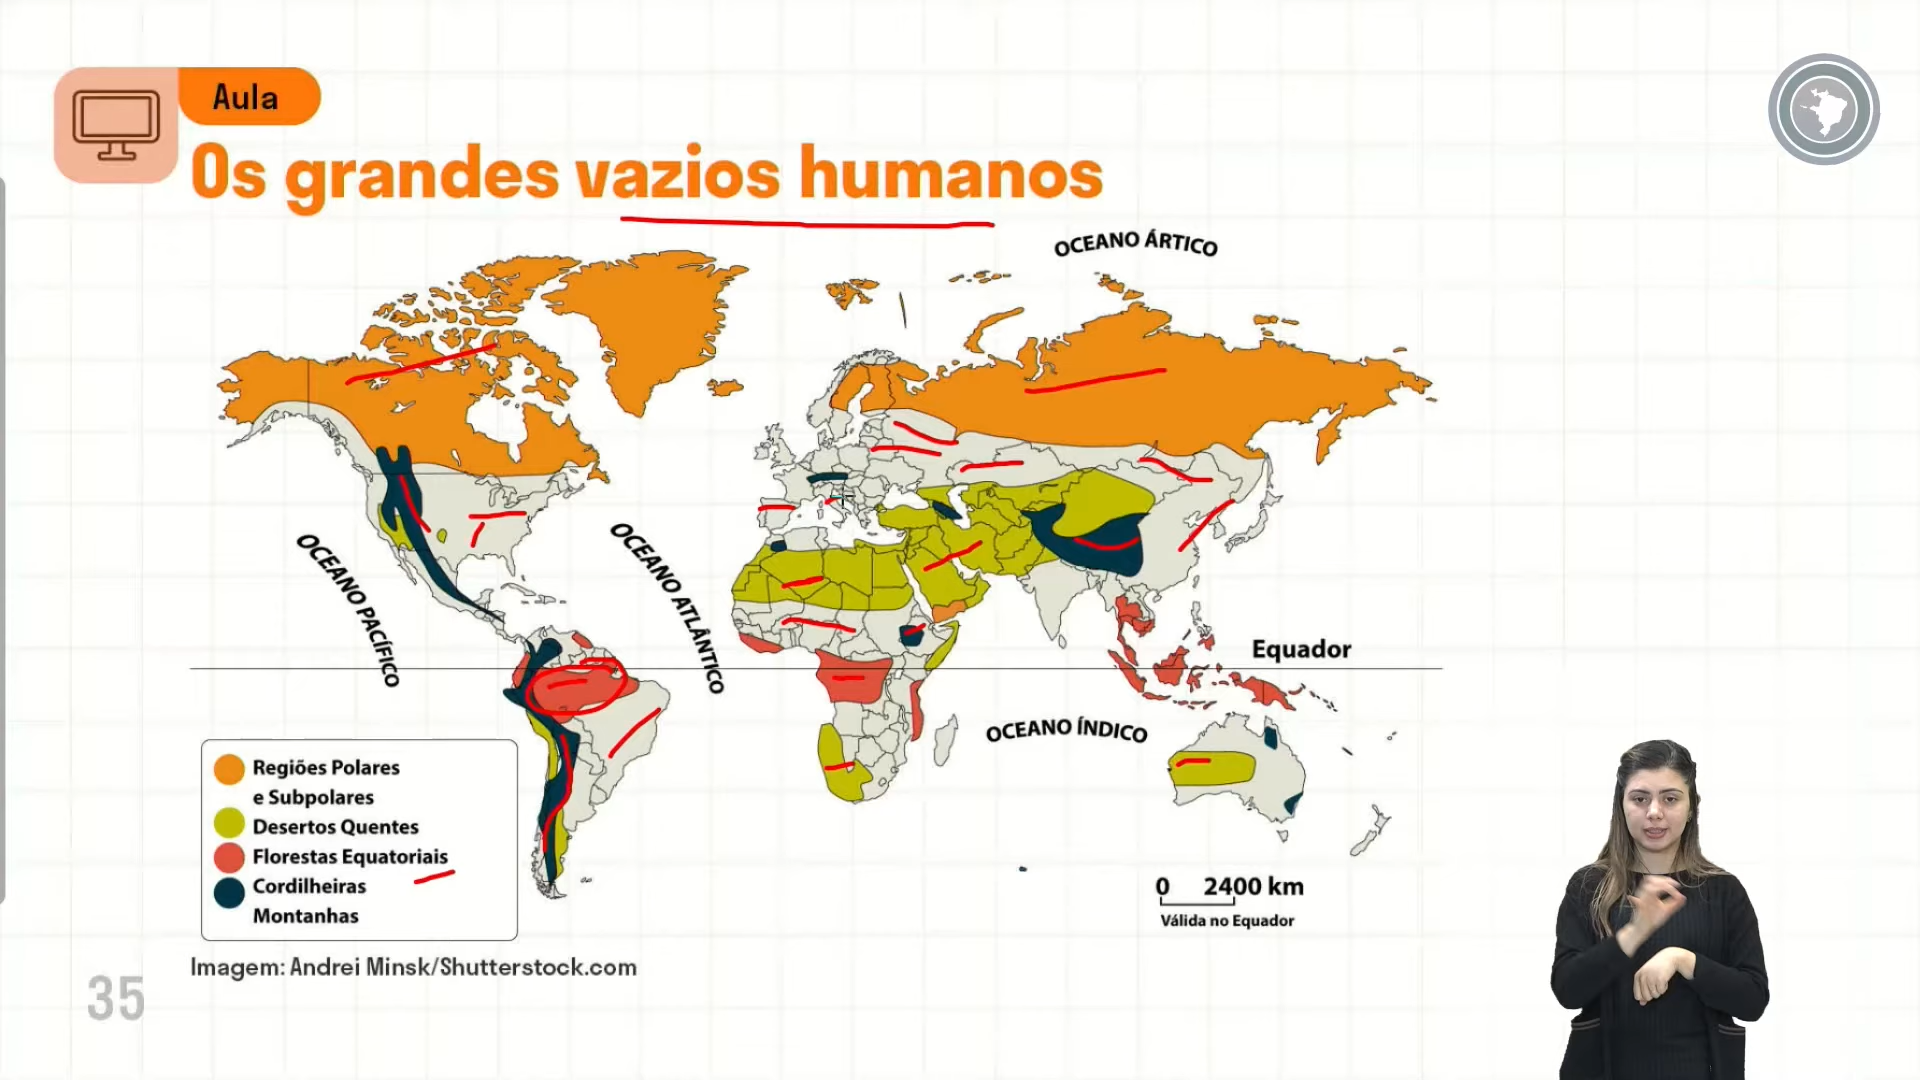 Aula
Os grandes vazios humanos
OCEANO ÁRTICO
OCEANO PACÍFICO
OCEANO ATLÂNTICO
Equador
OCEANO ÍNDICO
Regiões Polares
e Subpolares
Desertos Quentes
Florestas Equatoriais
Cordilheiras
Montanhas
0 2400 km
Válida no Equador
Imagem: Andrei Minsk/Shutterstock.com
35